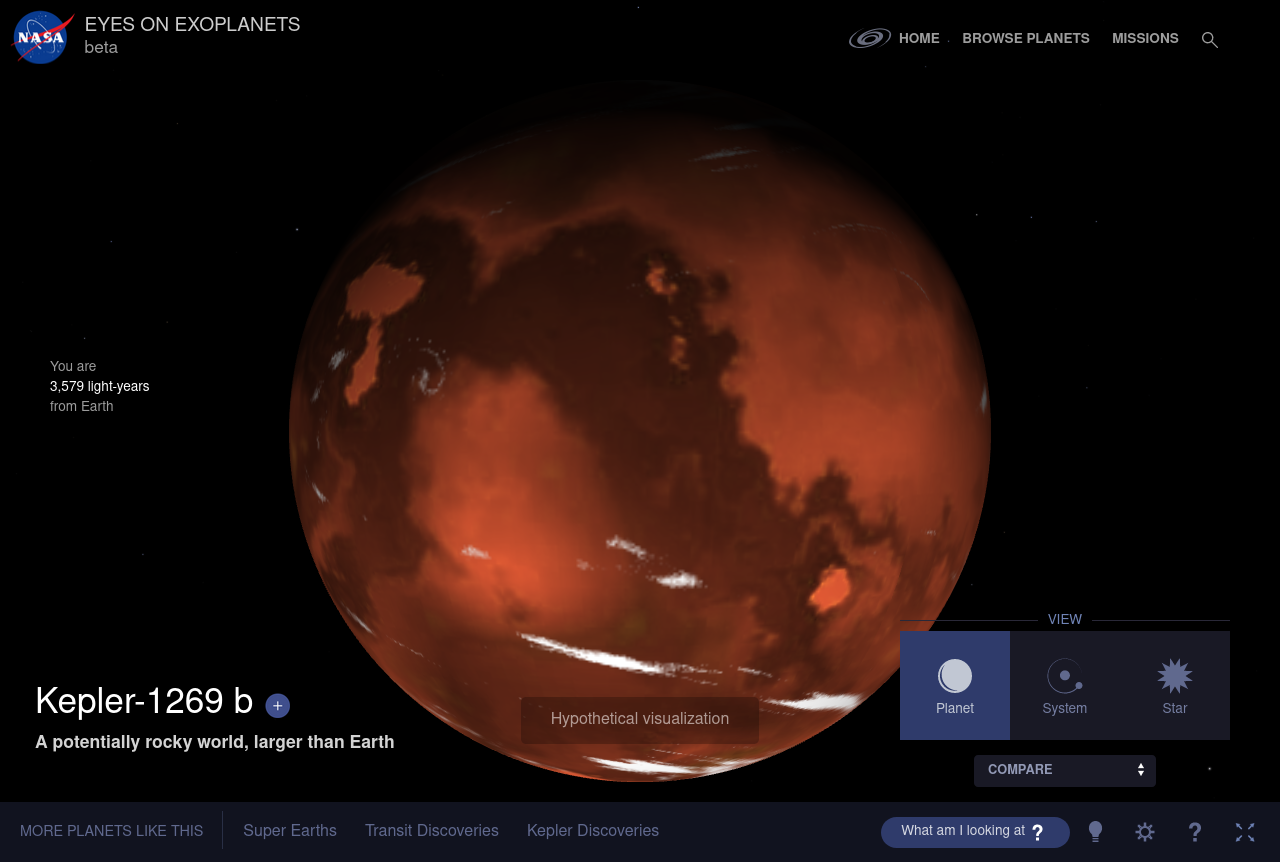 NASA
EYES ON EXOPLANETS
beta
HOME
BROWSE PLANETS
MISSIONS
You are
3,579 light-years
from Earth
VIEW
Planet
System
Star
Kepler-1269 b +
A potentially rocky world, larger than Earth
Hypothetical visualization
COMPARE
MORE PLANETS LIKE THIS
Super Earths
Transit Discoveries
Kepler Discoveries
What am I looking at ?
?